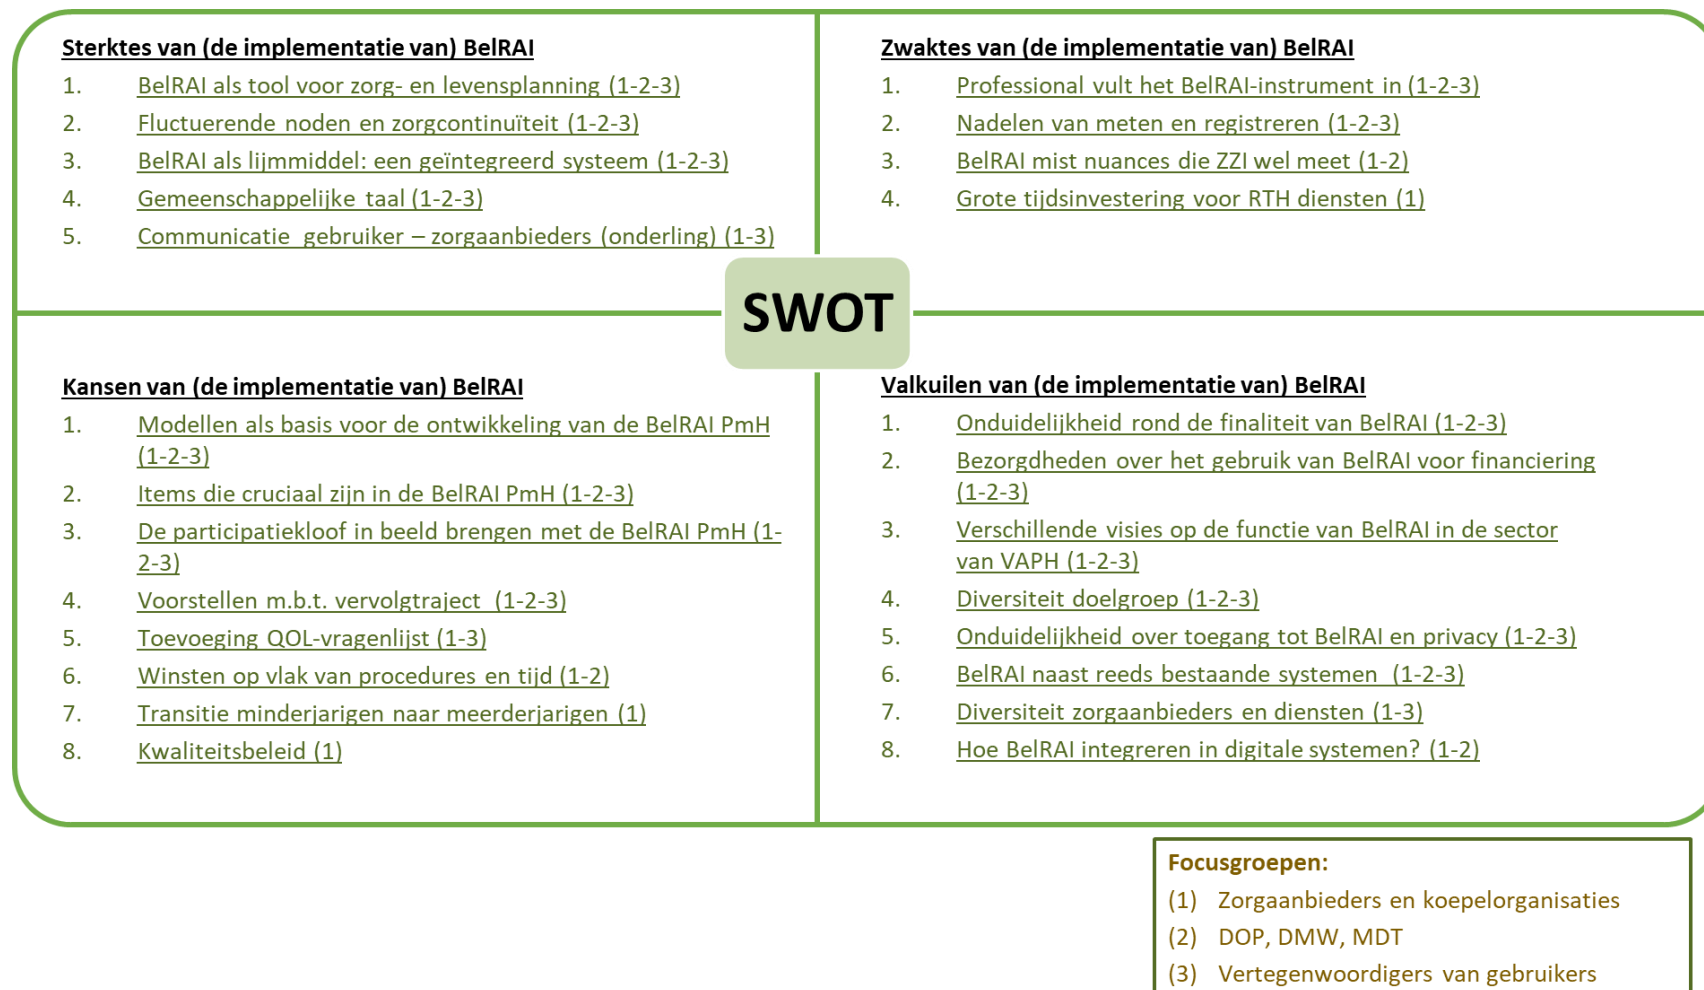 Sterktes van (de implementatie van) BelRAI
1. BelRAI als tool voor zorg- en levensplanning (1-2-3)
2. Fluctuerende noden en zorgcontinuïteit (1-2-3)
3. BelRAI als lijmmiddel: een geïntegreerd systeem (1-2-3)
4. Gemeenschappelijke taal (1-2-3)
5. Communicatie gebruiker – zorgaanbieders (onderling) (1-3)
Zwaktes van (de implementatie van) BelRAI
1. Professional vult het BelRAI-instrument in (1-2-3)
2. Nadelen van meten en registreren (1-2-3)
3. BelRAI mist nuances die ZZI wel meet (1-2)
4. Grote tijdsinvestering voor RTH diensten (1)
SWOT
Kansen van (de implementatie van) BelRAI
1. Modellen als basis voor de ontwikkeling van de BelRAI PmH
(1-2-3)
2. Items die cruciaal zijn in de BelRAI PmH (1-2-3)
3. De participatiekloof in beeld brengen met de BelRAI PmH (1-
2-3)
4. Voorstellen m.b.t. vervolgtraject (1-2-3)
5. Toevoeging QOL-vragenlijst (1-3)
6. Winsten op vlak van procedures en tijd (1-2)
7. Transitie minderjarigen naar meerderjarigen (1)
8. Kwaliteitsbeleid (1)
Valkuilen van (de implementatie van) BelRAI
1. Onduidelijkheid rond de finaliteit van BelRAI (1-2-3)
2. Bezorgdheden over het gebruik van BelRAI voor financiering
(1-2-3)
3. Verschillende visies op de functie van BelRAI in de sector
van VAPH (1-2-3)
4. Diversiteit doelgroep (1-2-3)
5. Onduidelijkheid over toegang tot BelRAI en privacy (1-2-3)
6. BelRAI naast reeds bestaande systemen (1-2-3)
7. Diversiteit zorgaanbieders en diensten (1-3)
8. Hoe BelRAI integreren in digitale systemen? (1-2)
Focusgroepen:
(1) Zorgaanbieders en koepelorganisaties
(2) DOP, DMW, MDT
(3) Vertegenwoordigers van gebruikers